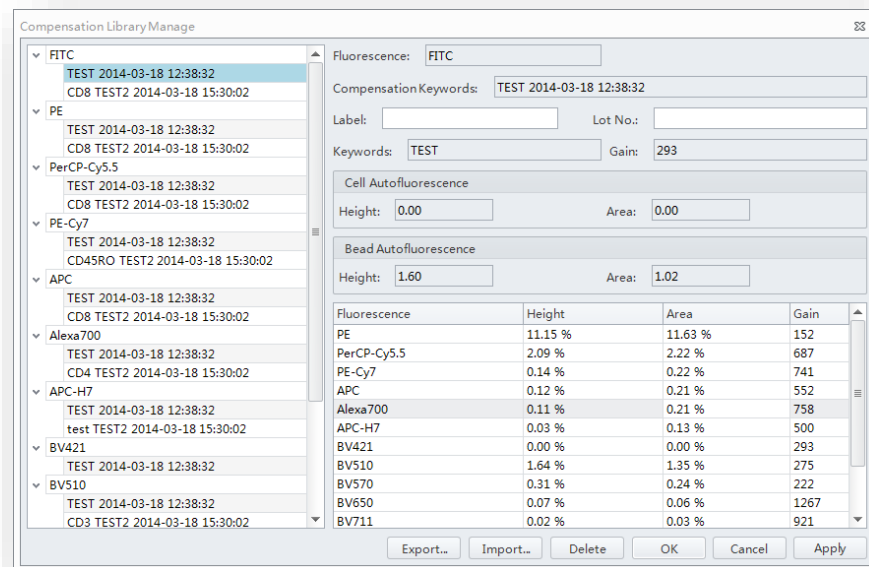 Compensation Library Manage
FITC
TEST 2014-03-18 12:38:32
CD8 TEST2 2014-03-18 15:30:02
PE
TEST 2014-03-18 12:38:32
CD8 TEST2 2014-03-18 15:30:02
PerCP-Cy5.5
TEST 2014-03-18 12:38:32
CD8 TEST2 2014-03-18 15:30:02
PE-Cy7
TEST 2014-03-18 12:38:32
CD45RO TEST2 2014-03-18 15:30:02
APC
TEST 2014-03-18 12:38:32
CD8 TEST2 2014-03-18 15:30:02
Alexa700
TEST 2014-03-18 12:38:32
CD4 TEST2 2014-03-18 15:30:02
APC-H7
TEST 2014-03-18 12:38:32
test TEST2 2014-03-18 15:30:02
BV421
TEST 2014-03-18 12:38:32
BV510
TEST 2014-03-18 12:38:32
CD3 TEST2 2014-03-18 15:30:02
Fluorescence: FITC
Compensation Keywords: TEST 2014-03-18 12:38:32
Label: Lot No.:
Keywords: TEST Gain: 293
Cell Autofluorescence
Height: 0.00 Area: 0.00
Bead Autofluorescence
Height: 1.60 Area: 1.02
Fluorescence Height Area Gain
PE 11.15 % 11.63 % 152
PerCP-Cy5.5 2.09 % 2.22 % 687
PE-Cy7 0.14 % 0.22 % 741
APC 0.12 % 0.21 % 552
Alexa700 0.11 % 0.21 % 758
APC-H7 0.03 % 0.13 % 500
BV421 0.00 % 0.00 % 293
BV510 1.64 % 1.35 % 275
BV570 0.31 % 0.24 % 222
BV650 0.07 % 0.06 % 1267
BV711 0.02 % 0.03 % 921
Export... Import... Delete OK Cancel Apply